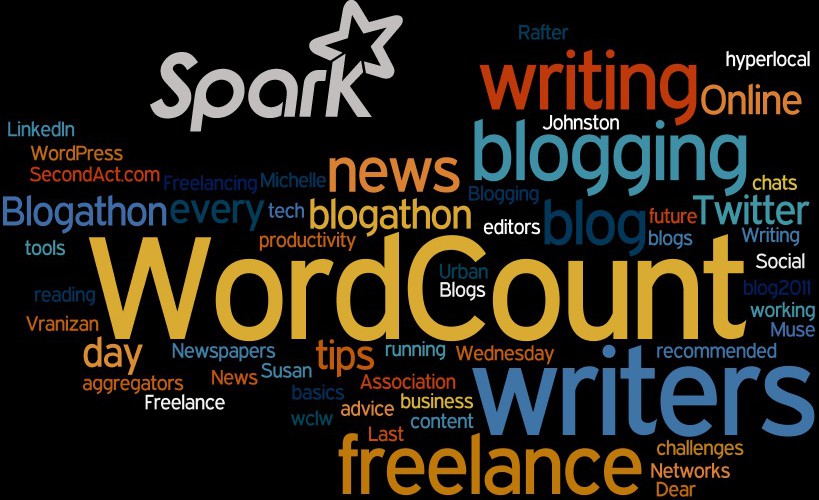 Spark
Rafter
hyperlocal
writing
Online
Johnston
LinkedIn
blogging
WordPress
news
SecondAct.com
Freelancing
Michelle
chats
Blogging
Blogathon
every
tech
blogathon
editors
blog
future
Twitter
tools
productivity
blogs
Writing
WordCount
Urban
Blogs
Social
reading
blog2011
working
Vranizan
Muse
day
Newspapers
tips
running
Wednesday
recommended
aggregators
News
Susan
Association
writers
Freelance
basics
advice
business
wclw
content
Last
freelance
challenges
Networks
Dear